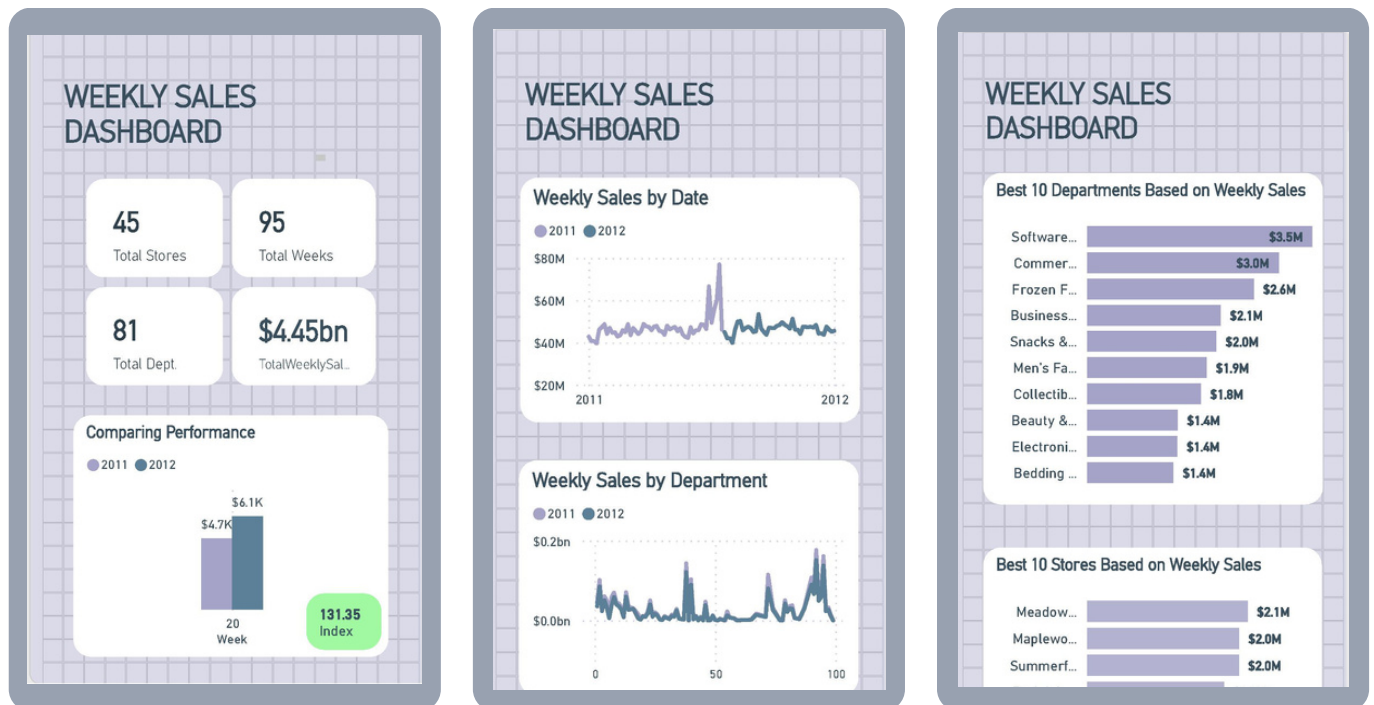 WEEKLY SALES
DASHBOARD
45
Total Stores
95
Total Weeks
81
Total Dept.
$4.45bn
TotalWeeklySal...
Comparing Performance
2011 2012
$4.7K
$6.1K
20
Week
131.35
Index
WEEKLY SALES
DASHBOARD
Weekly Sales by Date
2011 2012
$80M
$60M
$40M
$20M
2011 2012
Weekly Sales by Department
2011 2012
$0.2bn
$0.0bn
0 50 100
WEEKLY SALES
DASHBOARD
Best 10 Departments Based on Weekly Sales
Software... $3.5M
Commer... $3.0M
Frozen F... $2.6M
Business... $2.1M
Snacks &... $2.0M
Men's Fa... $1.9M
Collectib... $1.8M
Beauty &... $1.4M
Electroni... $1.4M
Bedding ... $1.4M
Best 10 Stores Based on Weekly Sales
Meadow... $2.1M
Maplewo... $2.0M
Summerf... $2.0M